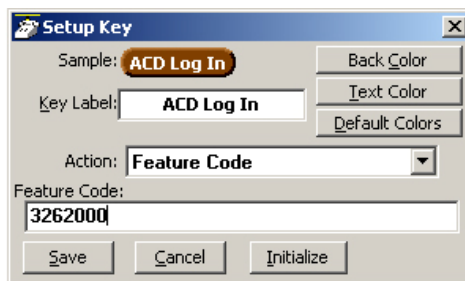 Setup Key
Sample: ACD Log In
Back Color
Key Label: ACD Log In
Text Color
Default Colors
Action: Feature Code
Feature Code:
3262000
Save Cancel Initialize